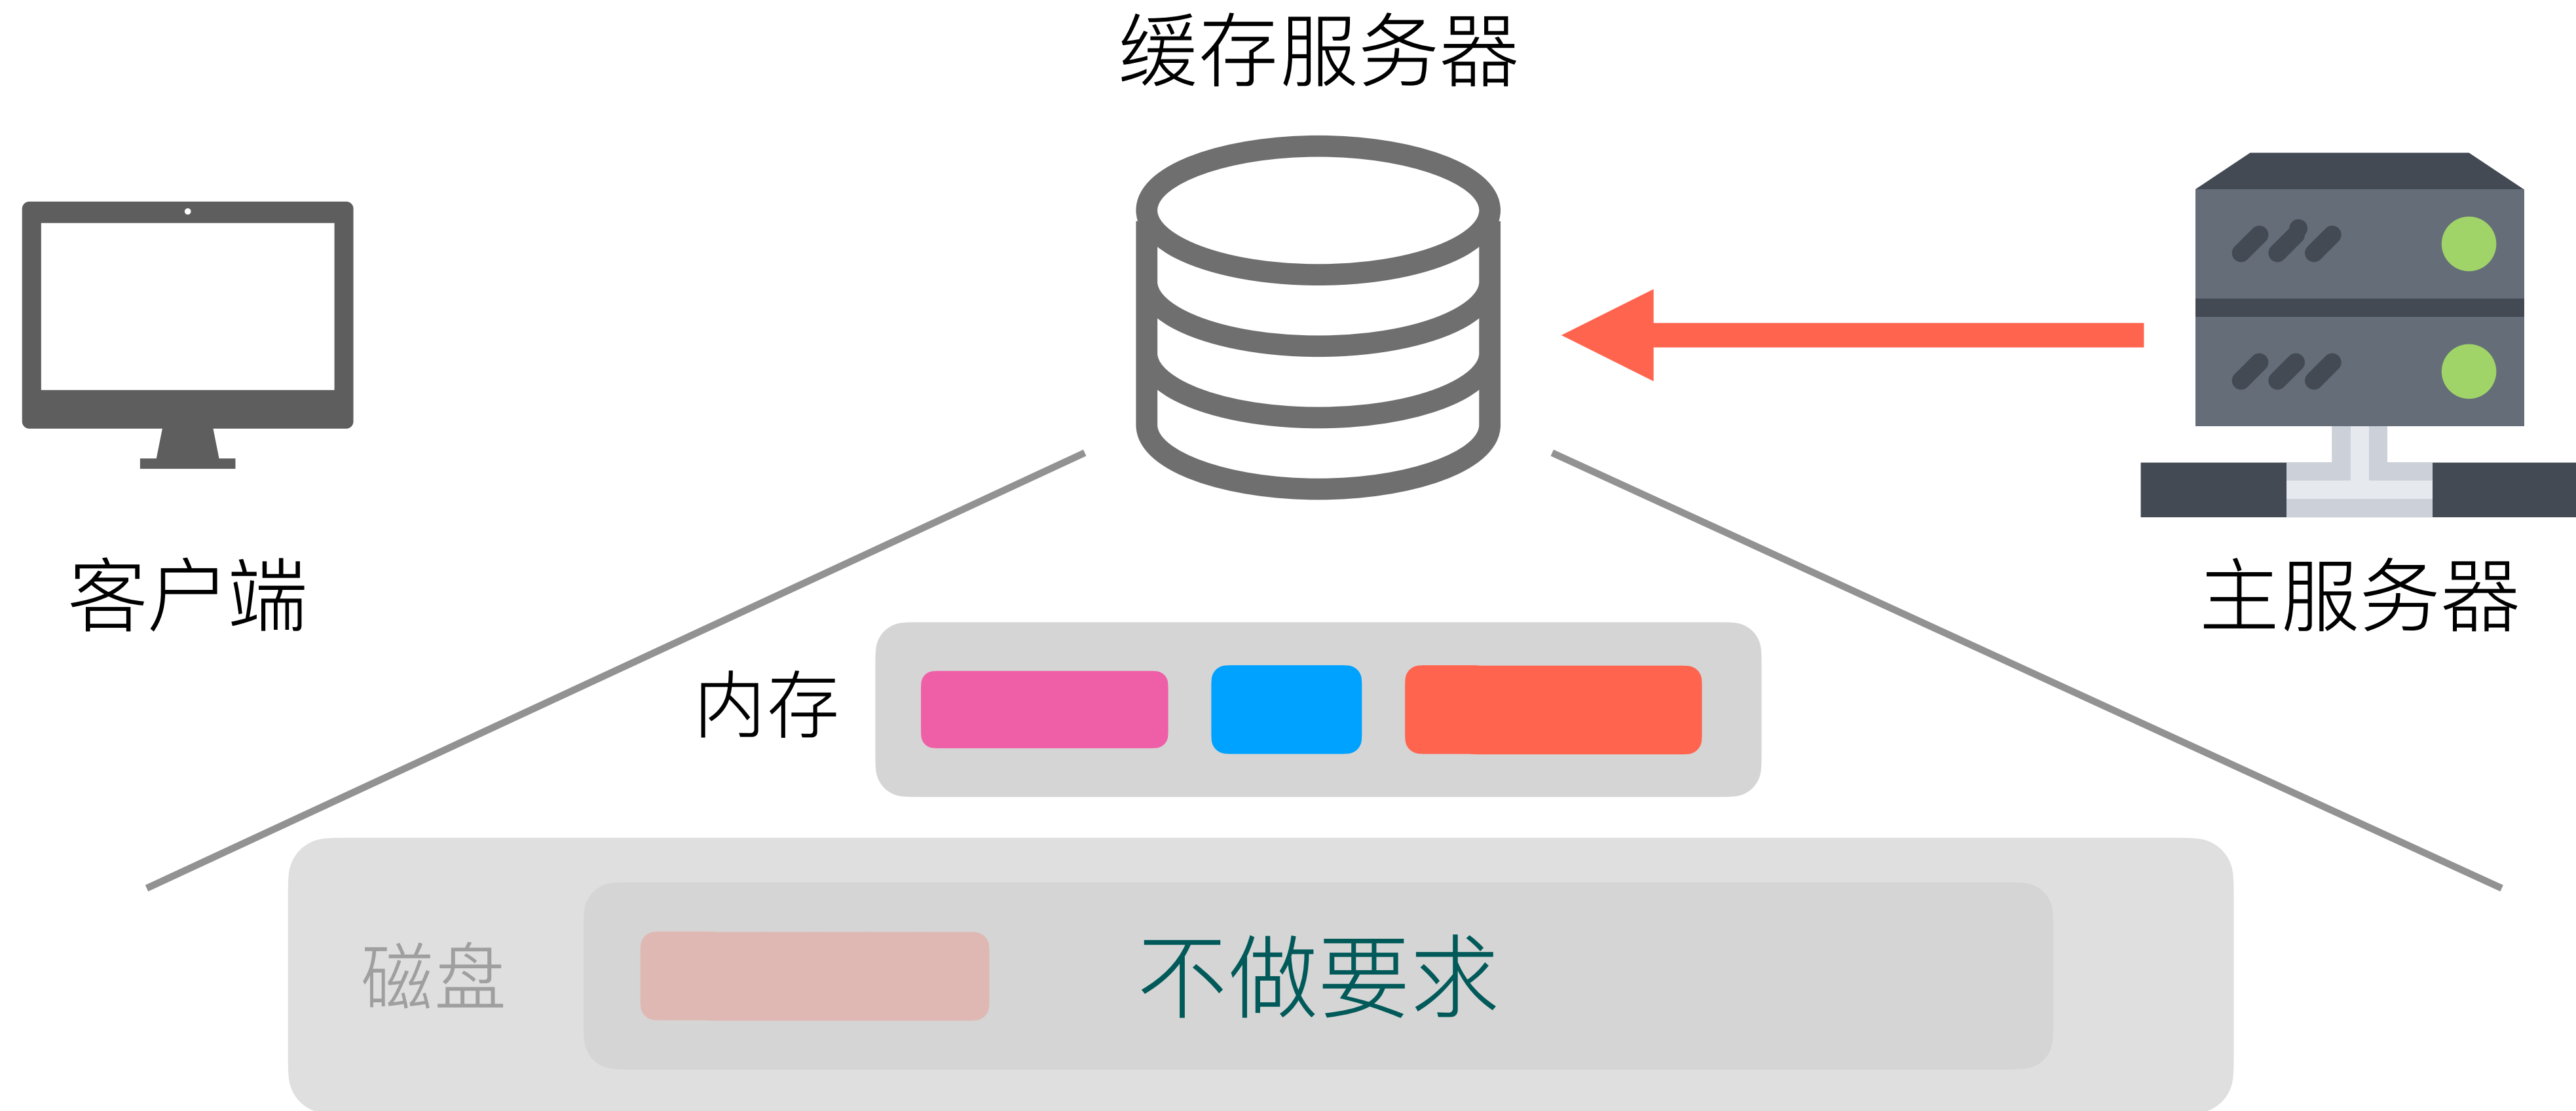 缓存服务器
客户端
主服务器
内存
磁盘
不做要求